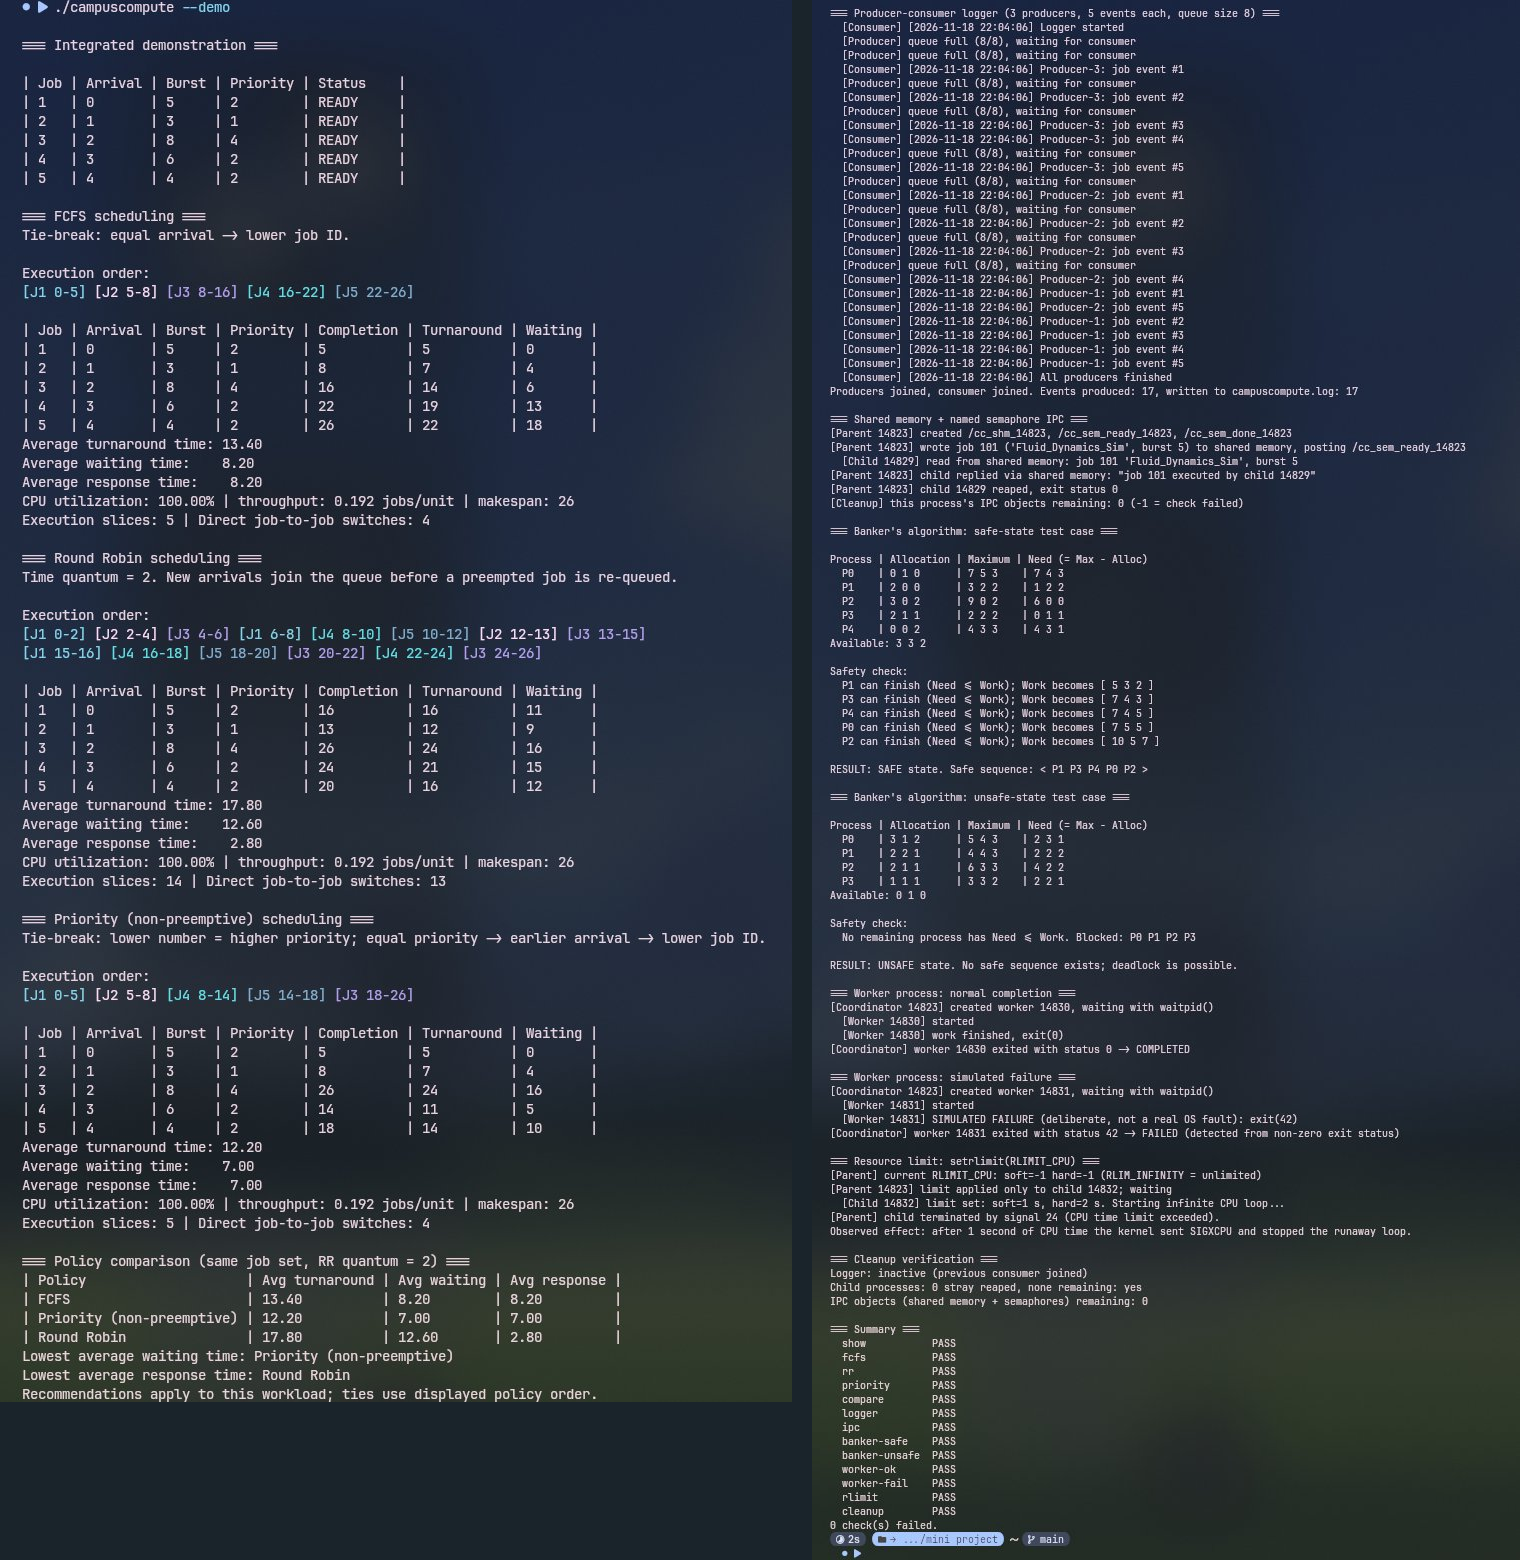 ./campuscompute --demo

=== Integrated demonstration ===

| Job | Arrival | Burst | Priority | Status    |
| 1   | 0       | 5     | 2        | READY     |
| 2   | 1       | 3     | 1        | READY     |
| 3   | 2       | 8     | 4        | READY     |
| 4   | 3       | 6     | 2        | READY     |
| 5   | 4       | 4     | 2        | READY     |

=== FCFS scheduling ===
Tie-break: equal arrival -> lower job ID.

Execution order:
[J1 0-5] [J2 5-8] [J3 8-16] [J4 16-22] [J5 22-26]

| Job | Arrival | Burst | Priority | Completion | Turnaround | Waiting |
| 1   | 0       | 5     | 2        | 5          | 5          | 0       |
| 2   | 1       | 3     | 1        | 8          | 7          | 4       |
| 3   | 2       | 8     | 4        | 16         | 14         | 6       |
| 4   | 3       | 6     | 2        | 22         | 19         | 13      |
| 5   | 4       | 4     | 2        | 26         | 22         | 18      |
Average turnaround time: 13.40
Average waiting time:    8.20
Average response time:    8.20
CPU utilization: 100.00% | throughput: 0.192 jobs/unit | makespan: 26
Execution slices: 5 | Direct job-to-job switches: 4

=== Round Robin scheduling ===
Time quantum = 2. New arrivals join the queue before a preempted job is re-queued.

Execution order:
[J1 0-2] [J2 2-4] [J3 4-6] [J1 6-8] [J4 8-10] [J5 10-12] [J2 12-13] [J3 13-15]
[J1 15-16] [J4 16-18] [J5 18-20] [J3 20-22] [J4 22-24] [J3 24-26]

| Job | Arrival | Burst | Priority | Completion | Turnaround | Waiting |
| 1   | 0       | 5     | 2        | 16         | 16         | 11      |
| 2   | 1       | 3     | 1        | 13         | 12         | 9       |
| 3   | 2       | 8     | 4        | 26         | 24         | 16      |
| 4   | 3       | 6     | 2        | 24         | 21         | 15      |
| 5   | 4       | 4     | 2        | 20         | 16         | 12      |
Average turnaround time: 17.80
Average waiting time:    12.60
Average response time:    2.80
CPU utilization: 100.00% | throughput: 0.192 jobs/unit | makespan: 26
Execution slices: 14 | Direct job-to-job switches: 13

=== Priority (non-preemptive) scheduling ===
Tie-break: lower number = higher priority; equal priority -> earlier arrival -> lower job ID.

Execution order:
[J1 0-5] [J2 5-8] [J4 8-14] [J5 14-18] [J3 18-26]

| Job | Arrival | Burst | Priority | Completion | Turnaround | Waiting |
| 1   | 0       | 5     | 2        | 5          | 5          | 0       |
| 2   | 1       | 3     | 1        | 8          | 7          | 4       |
| 3   | 2       | 8     | 4        | 26         | 24         | 16      |
| 4   | 3       | 6     | 2        | 14         | 11         | 5       |
| 5   | 4       | 4     | 2        | 18         | 14         | 10      |
Average turnaround time: 12.20
Average waiting time:    7.00
Average response time:    7.00
CPU utilization: 100.00% | throughput: 0.192 jobs/unit | makespan: 26
Execution slices: 5 | Direct job-to-job switches: 4

=== Policy comparison (same job set, RR quantum = 2) ===
| Policy                    | Avg turnaround | Avg waiting | Avg response |
| FCFS                      | 13.40          | 8.20        | 8.20         |
| Priority (non-preemptive) | 12.20          | 7.00        | 7.00         |
| Round Robin               | 17.80          | 12.60       | 2.80         |
Lowest average waiting time: Priority (non-preemptive)
Lowest average response time: Round Robin
Recommendations apply to this workload; ties use displayed policy order.

=== Producer-consumer logger (3 producers, 5 events each, queue size 8) ===
  [Consumer] [2026-11-18 22:04:06] Logger started
  [Producer] queue full (8/8), waiting for consumer
  [Producer] queue full (8/8), waiting for consumer
  [Consumer] [2026-11-18 22:04:06] Producer-3: job event #1
  [Producer] queue full (8/8), waiting for consumer
  [Consumer] [2026-11-18 22:04:06] Producer-3: job event #2
  [Producer] queue full (8/8), waiting for consumer
  [Consumer] [2026-11-18 22:04:06] Producer-3: job event #3
  [Consumer] [2026-11-18 22:04:06] Producer-3: job event #4
  [Producer] queue full (8/8), waiting for consumer
  [Consumer] [2026-11-18 22:04:06] Producer-3: job event #5
  [Producer] queue full (8/8), waiting for consumer
  [Consumer] [2026-11-18 22:04:06] Producer-2: job event #1
  [Producer] queue full (8/8), waiting for consumer
  [Consumer] [2026-11-18 22:04:06] Producer-2: job event #2
  [Producer] queue full (8/8), waiting for consumer
  [Consumer] [2026-11-18 22:04:06] Producer-2: job event #3
  [Producer] queue full (8/8), waiting for consumer
  [Consumer] [2026-11-18 22:04:06] Producer-2: job event #4
  [Consumer] [2026-11-18 22:04:06] Producer-1: job event #1
  [Consumer] [2026-11-18 22:04:06] Producer-2: job event #5
  [Consumer] [2026-11-18 22:04:06] Producer-1: job event #2
  [Consumer] [2026-11-18 22:04:06] Producer-1: job event #3
  [Consumer] [2026-11-18 22:04:06] Producer-1: job event #4
  [Consumer] [2026-11-18 22:04:06] Producer-1: job event #5
  [Consumer] [2026-11-18 22:04:06] All producers finished
Producers joined, consumer joined. Events produced: 17, written to campuscompute.log: 17

=== Shared memory + named semaphore IPC ===
[Parent 14823] created /cc_shm_14823, /cc_sem_ready_14823, /cc_sem_done_14823
[Parent 14823] wrote job 101 ('Fluid_Dynamics_Sim', burst 5) to shared memory, posting /cc_sem_ready_14823
  [Child 14829] read from shared memory: job 101 'Fluid_Dynamics_Sim', burst 5
[Parent 14823] child replied via shared memory: "job 101 executed by child 14829"
[Parent 14823] child 14829 reaped, exit status 0
[Cleanup] this process's IPC objects remaining: 0 (-1 = check failed)

=== Banker's algorithm: safe-state test case ===

Process | Allocation | Maximum | Need (= Max - Alloc)
  P0    | 0 1 0      | 7 5 3   | 7 4 3
  P1    | 2 0 0      | 3 2 2   | 1 2 2
  P2    | 3 0 2      | 9 0 2   | 6 0 0
  P3    | 2 1 1      | 2 2 2   | 0 1 1
  P4    | 0 0 2      | 4 3 3   | 4 3 1
Available: 3 3 2

Safety check:
  P1 can finish (Need <= Work); Work becomes [ 5 3 2 ]
  P3 can finish (Need <= Work); Work becomes [ 7 4 3 ]
  P4 can finish (Need <= Work); Work becomes [ 7 4 5 ]
  P0 can finish (Need <= Work); Work becomes [ 7 5 5 ]
  P2 can finish (Need <= Work); Work becomes [ 10 5 7 ]

RESULT: SAFE state. Safe sequence: < P1 P3 P4 P0 P2 >

=== Banker's algorithm: unsafe-state test case ===

Process | Allocation | Maximum | Need (= Max - Alloc)
  P0    | 3 1 2      | 5 4 3   | 2 3 1
  P1    | 2 2 1      | 4 4 3   | 2 2 2
  P2    | 2 1 1      | 6 3 3   | 4 2 2
  P3    | 1 1 1      | 3 3 2   | 2 2 1
Available: 0 1 0

Safety check:
  No remaining process has Need <= Work. Blocked: P0 P1 P2 P3

RESULT: UNSAFE state. No safe sequence exists; deadlock is possible.

=== Worker process: normal completion ===
[Coordinator 14823] created worker 14830, waiting with waitpid()
  [Worker 14830] started
  [Worker 14830] work finished, exit(0)
[Coordinator] worker 14830 exited with status 0 -> COMPLETED

=== Worker process: simulated failure ===
[Coordinator 14823] created worker 14831, waiting with waitpid()
  [Worker 14831] started
  [Worker 14831] SIMULATED FAILURE (deliberate, not a real OS fault): exit(42)
[Coordinator] worker 14831 exited with status 42 -> FAILED (detected from non-zero exit status)

=== Resource limit: setrlimit(RLIMIT_CPU) ===
[Parent] current RLIMIT_CPU: soft=-1 hard=-1 (RLIM_INFINITY = unlimited)
[Parent 14823] limit applied only to child 14832; waiting
  [Child 14832] limit set: soft=1 s, hard=2 s. Starting infinite CPU loop...
[Parent] child terminated by signal 24 (CPU time limit exceeded).
Observed effect: after 1 second of CPU time the kernel sent SIGXCPU and stopped the runaway loop.

=== Cleanup verification ===
Logger: inactive (previous consumer joined)
Child processes: 0 stray reaped, none remaining: yes
IPC objects (shared memory + semaphores) remaining: 0

=== Summary ===
  show           PASS
  fcfs           PASS
  rr             PASS
  priority       PASS
  compare        PASS
  logger         PASS
  ipc            PASS
  banker-safe    PASS
  banker-unsafe  PASS
  worker-ok      PASS
  worker-fail    PASS
  rlimit         PASS
  cleanup        PASS
0 check(s) failed.
2s → .../mini project ~ main